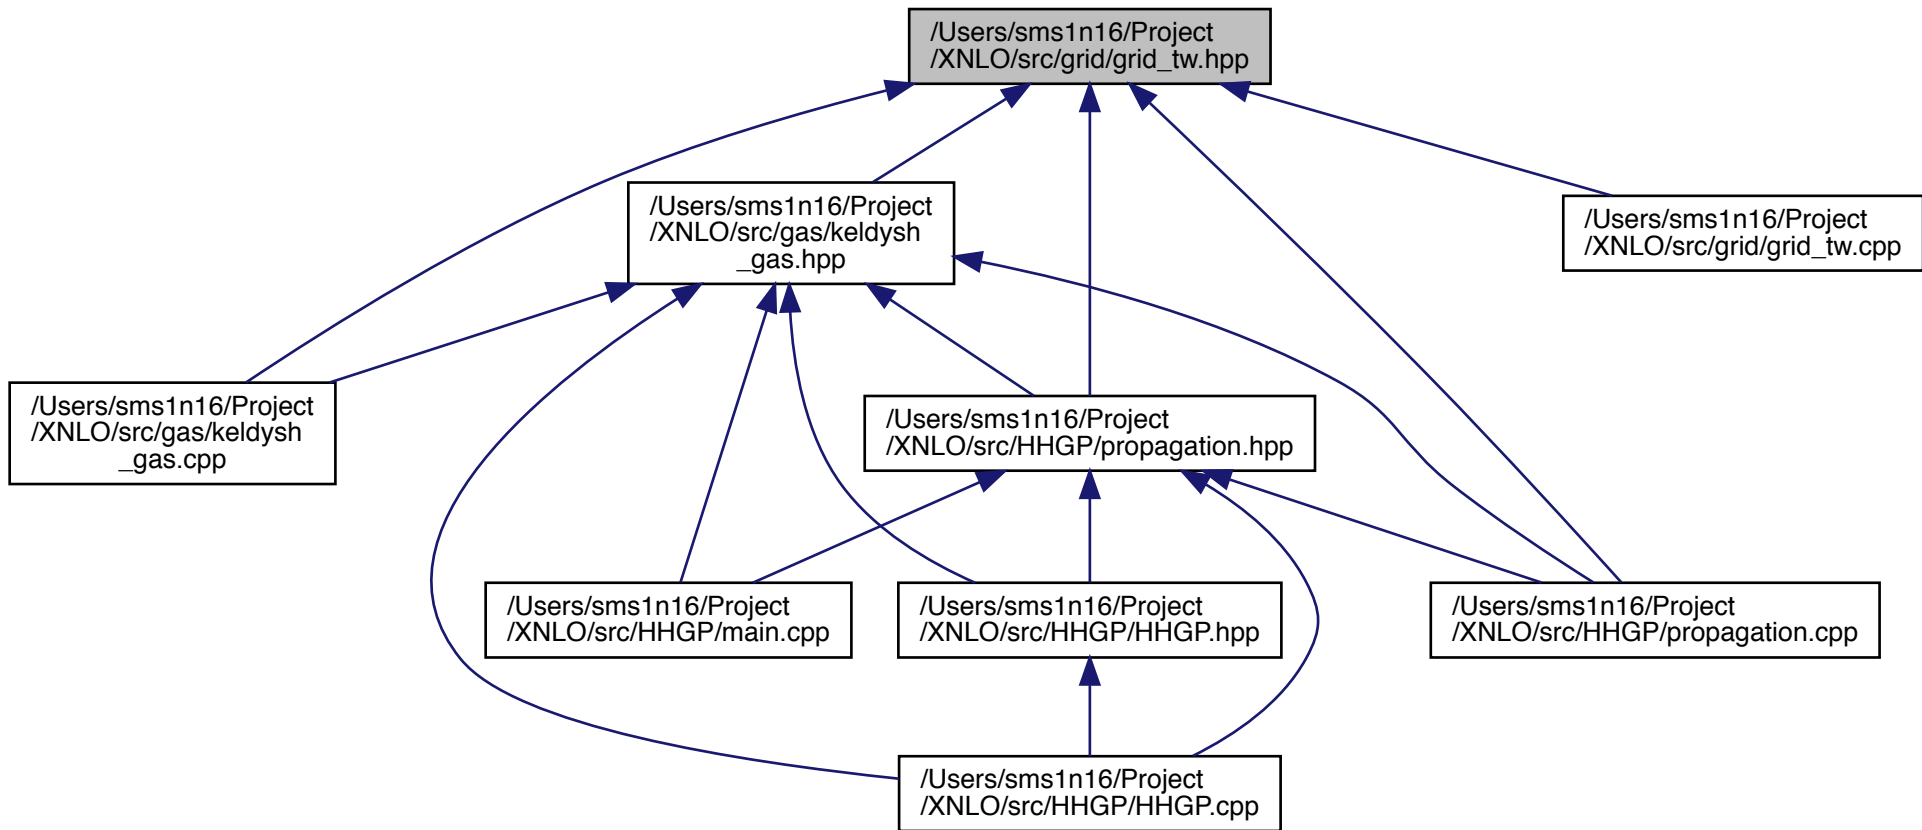 /Users/sms1n16/Project
/XNLO/src/grid/grid_tw.hpp
/Users/sms1n16/Project
/XNLO/src/gas/keldysh
_gas.hpp
/Users/sms1n16/Project
/XNLO/src/grid/grid_tw.cpp
/Users/sms1n16/Project
/XNLO/src/gas/keldysh
_gas.cpp
/Users/sms1n16/Project
/XNLO/src/HHGP/propagation.hpp
/Users/sms1n16/Project
/XNLO/src/HHGP/main.cpp
/Users/sms1n16/Project
/XNLO/src/HHGP/HHGP.hpp
/Users/sms1n16/Project
/XNLO/src/HHGP/propagation.cpp
/Users/sms1n16/Project
/XNLO/src/HHGP/HHGP.cpp